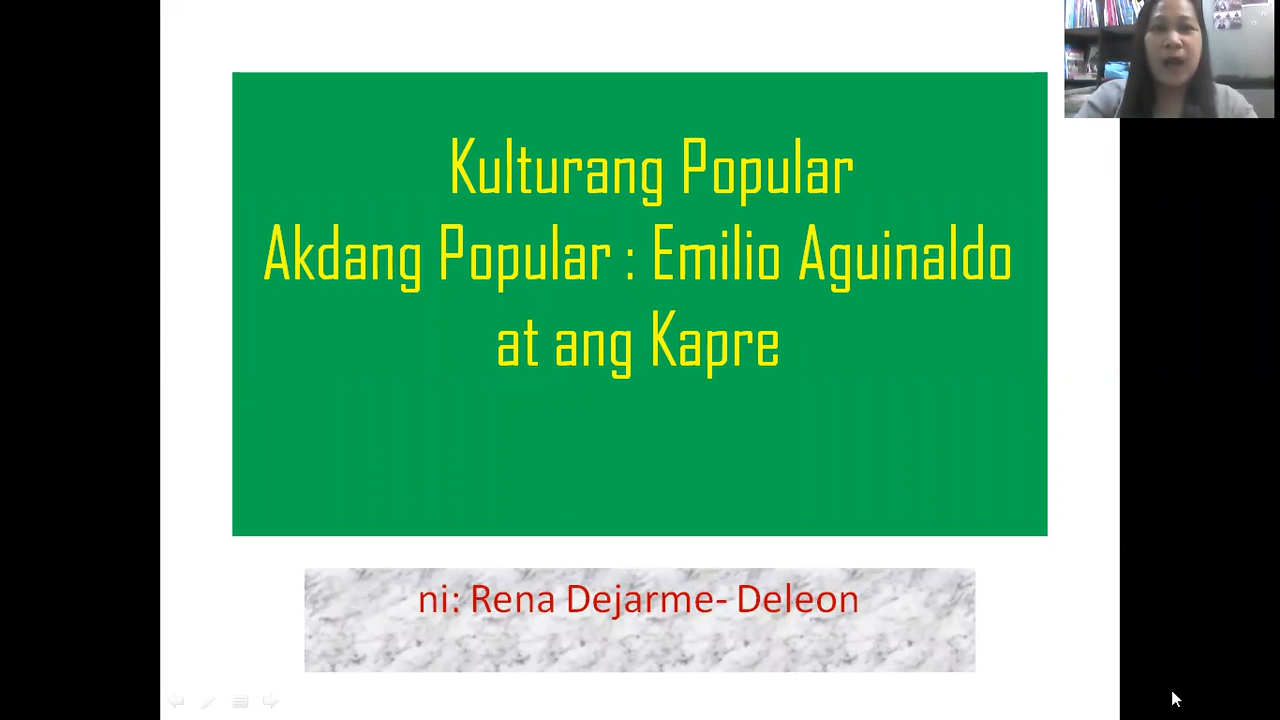 Kulturang Popular
Akdang Popular : Emilio Aguinaldo
at ang Kapre
ni: Rena Dejarme- Deleon